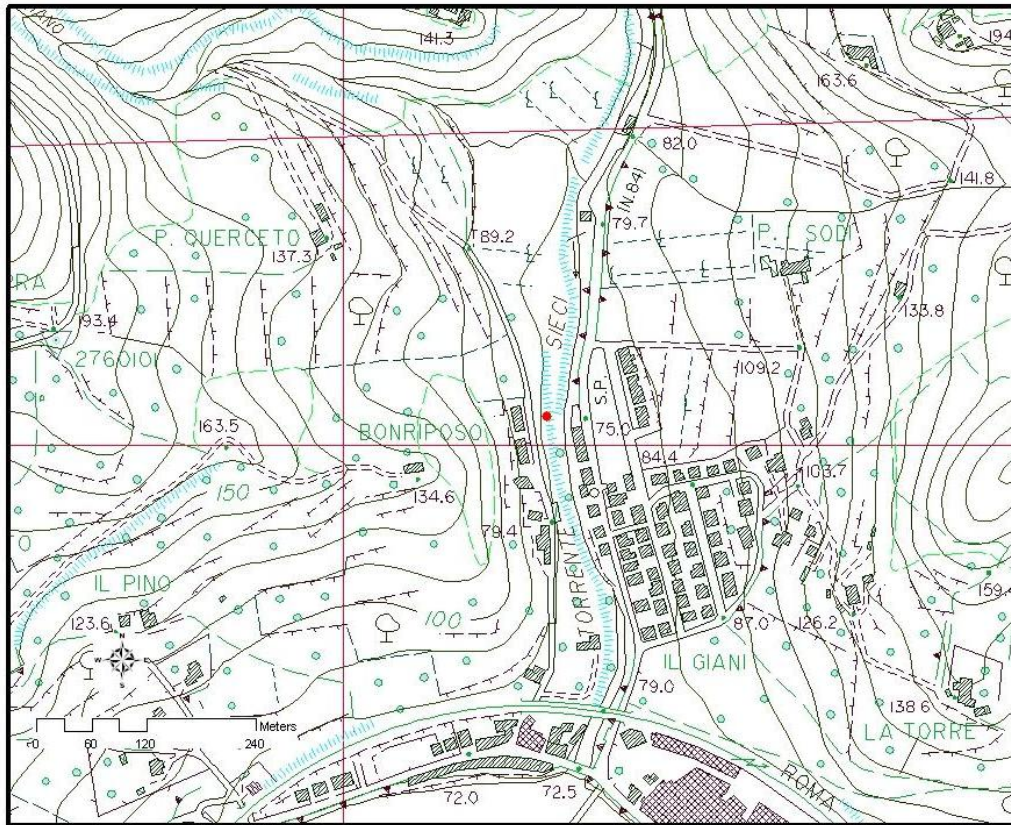 141.3
194
163.6
82.0
141.8
N.84
79.7
P. QUERCETO
137.3
89.2
P. I SODI
PRA
193.4
133.8
SIECI
2760101
109.2
S.P.
163.5
BONRIPOSO
75.0
84.4
103.7
150
134.6
79.4
TORRENTE
IL PINO
159.
123.6
100
87.0
126.2
N
W
S
IL GIANI
79.0
138.6
LA TORRE
Meters
0 60 120 240
ROMA
72.0
72.5